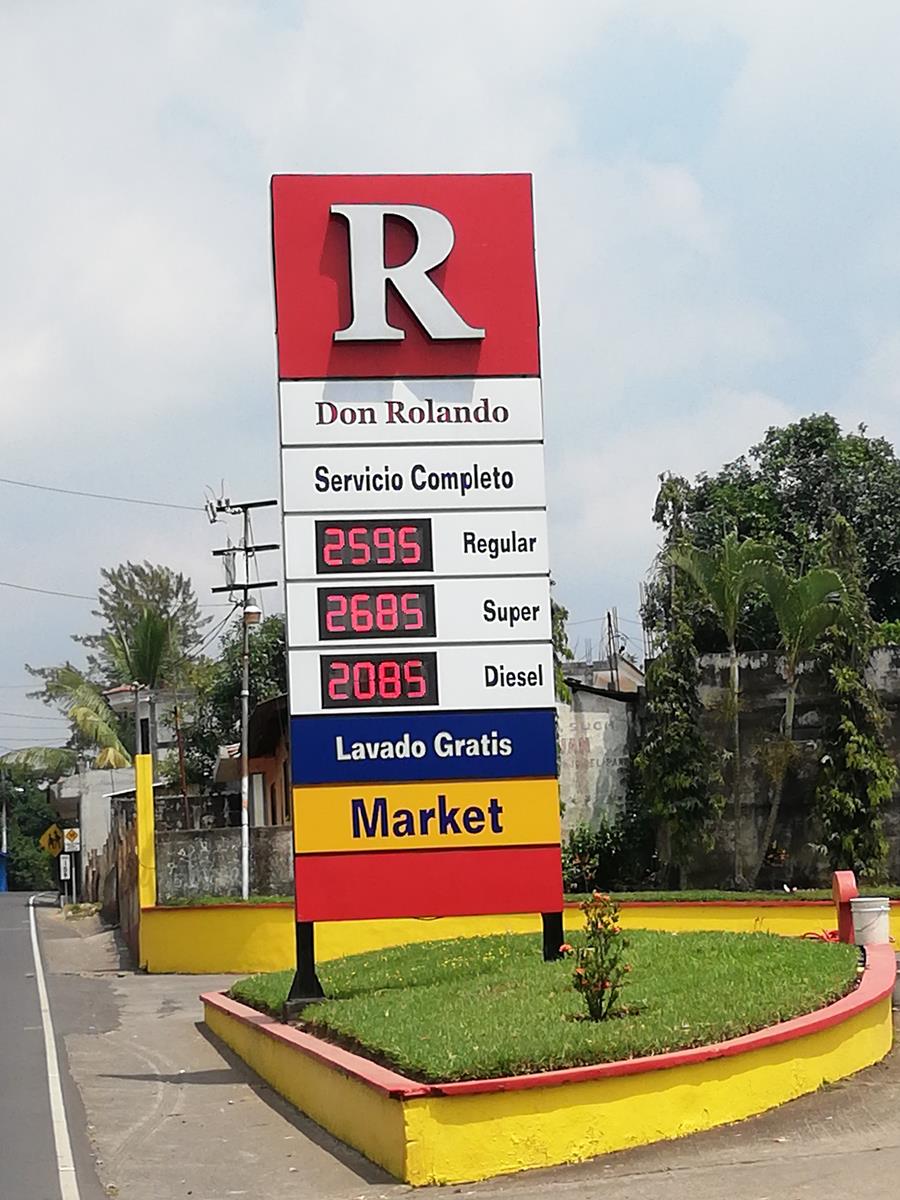 R
Don Rolando
Servicio Completo
2595 Regular
2685 Super
2085 Diesel
Lavado Gratis
Market